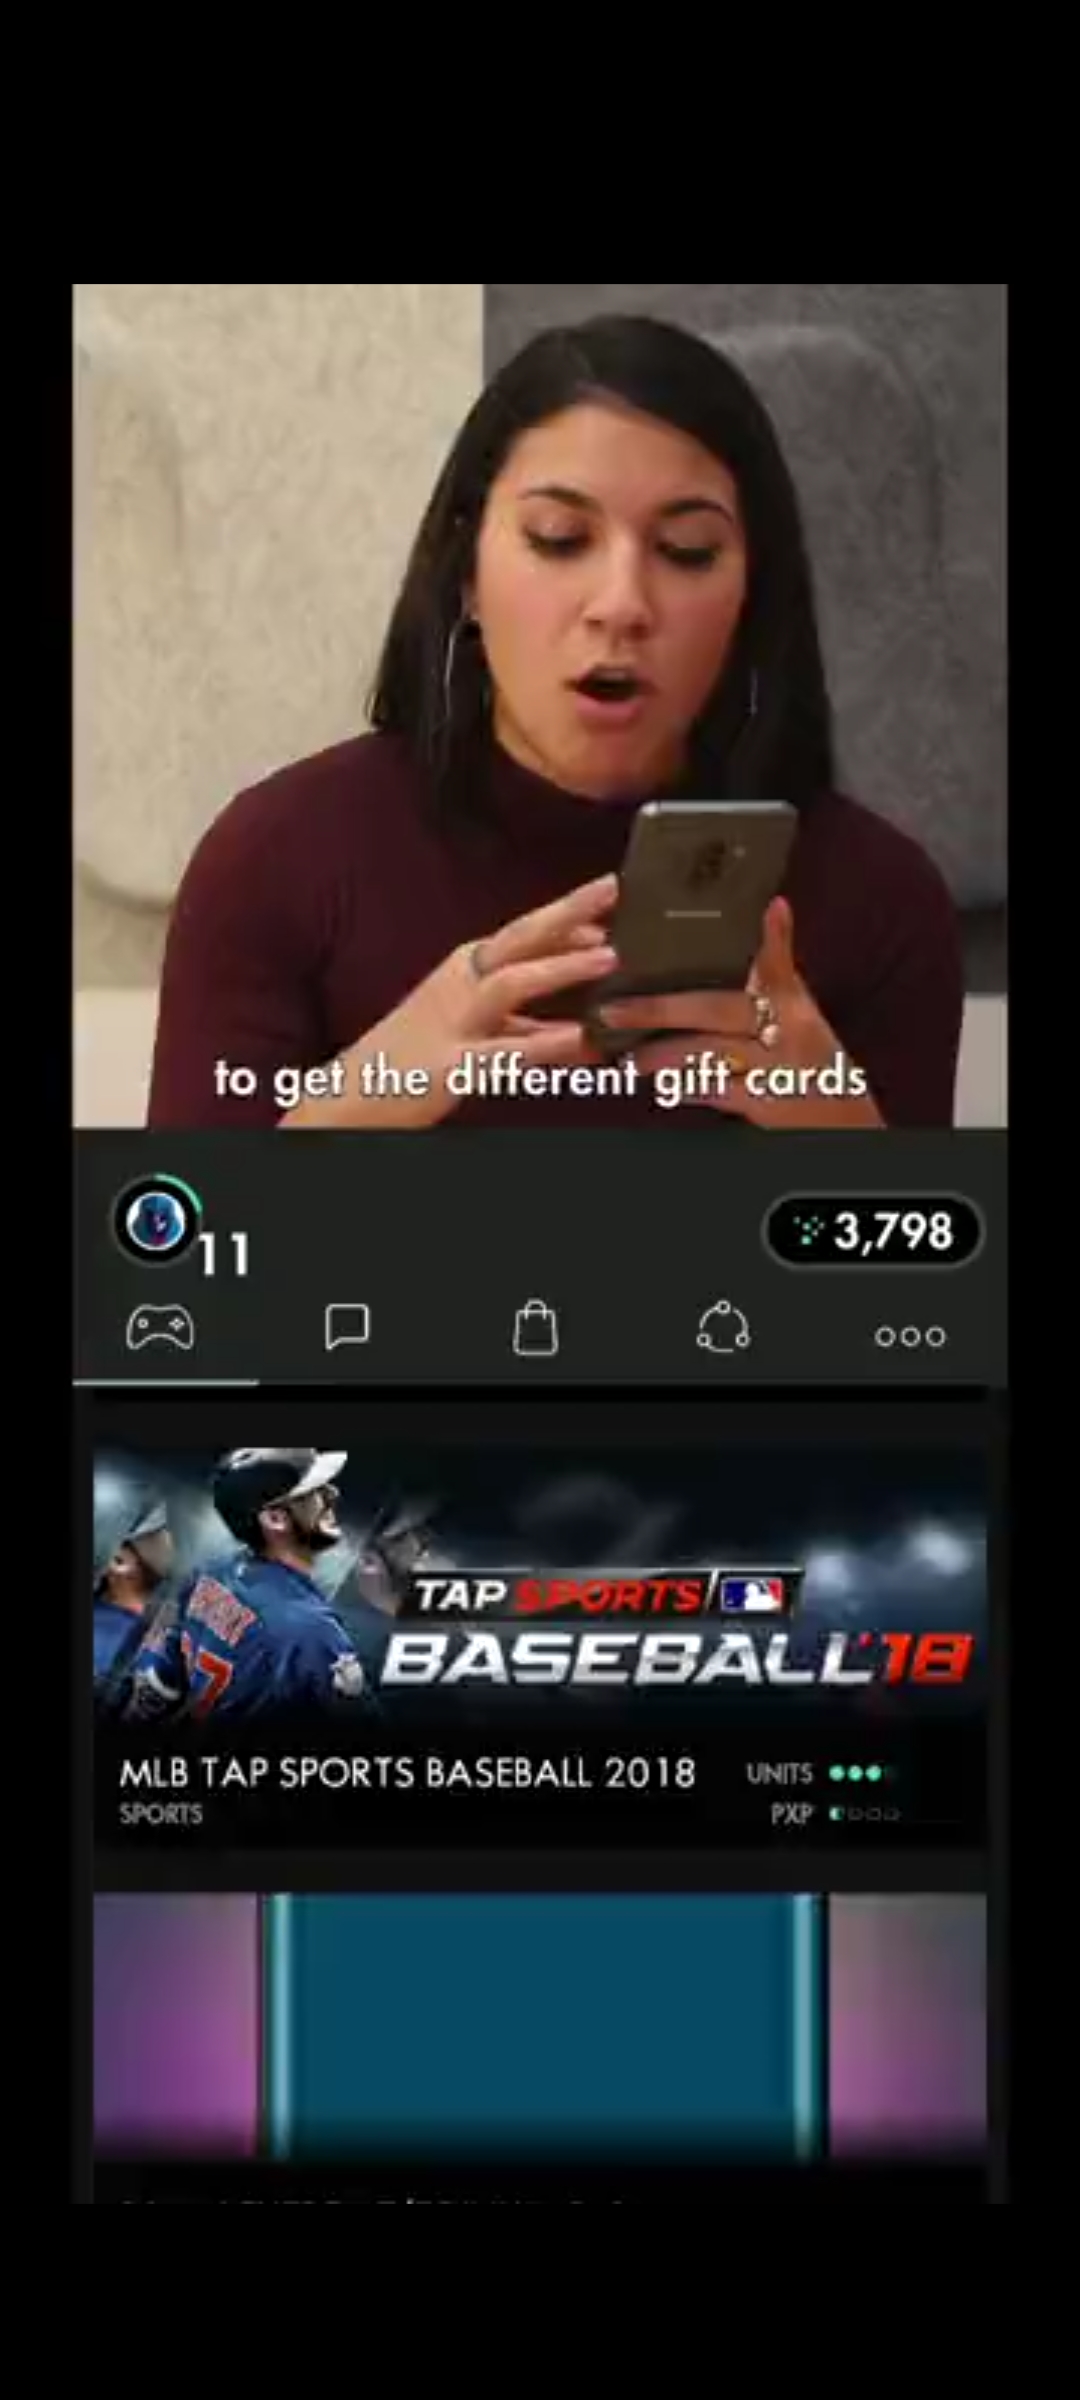 to get the different gift cards
11
3,798
TAP SPORTS
BASEBALL'18
MLB TAP SPORTS BASEBALL 2018
UNITS
SPORTS
PXP